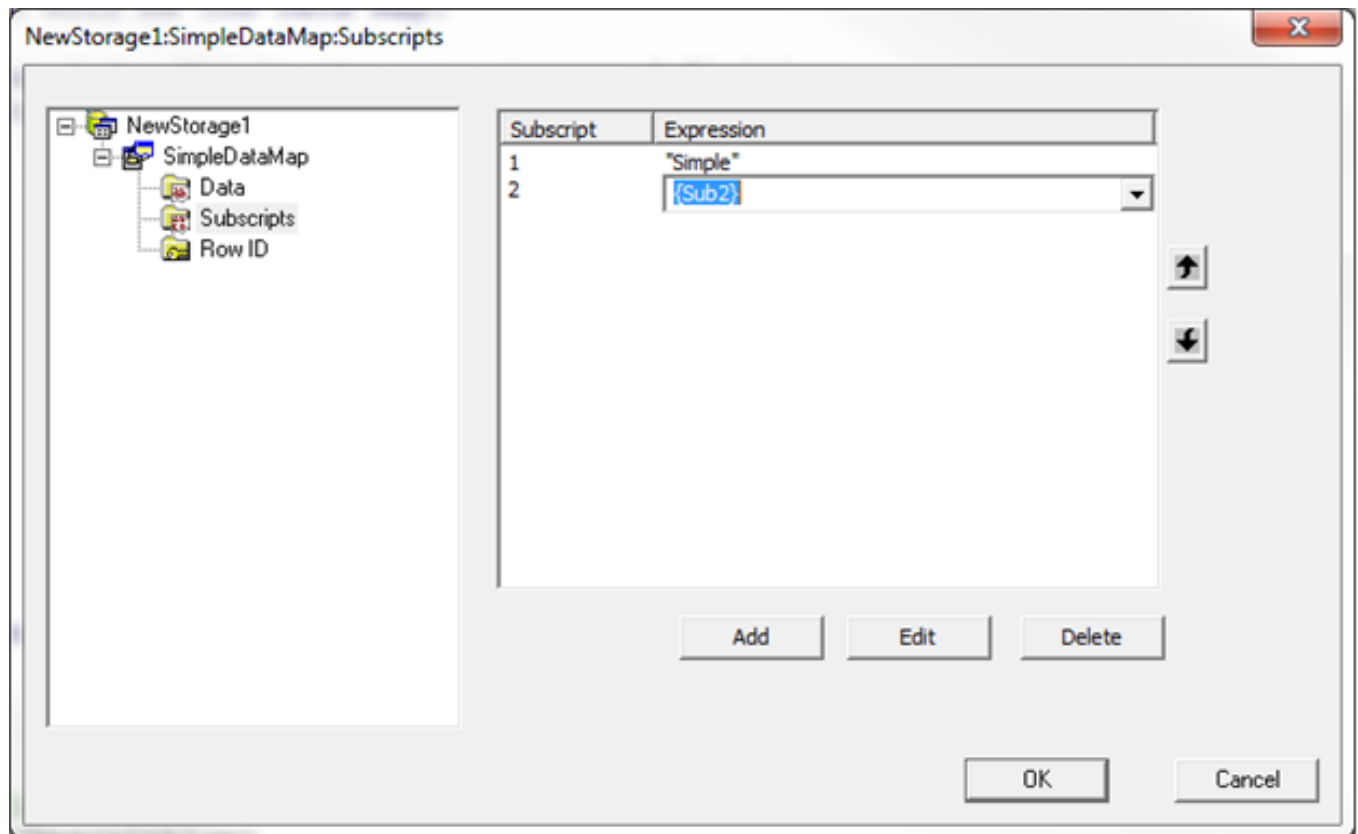 NewStorage1:SimpleDataMap:Subscripts
NewStorage1
SimpleDataMap
Data
Subscripts
Row ID
Subscript Expression
1 "Simple"
2 {Sub2}
Add Edit Delete
OK Cancel